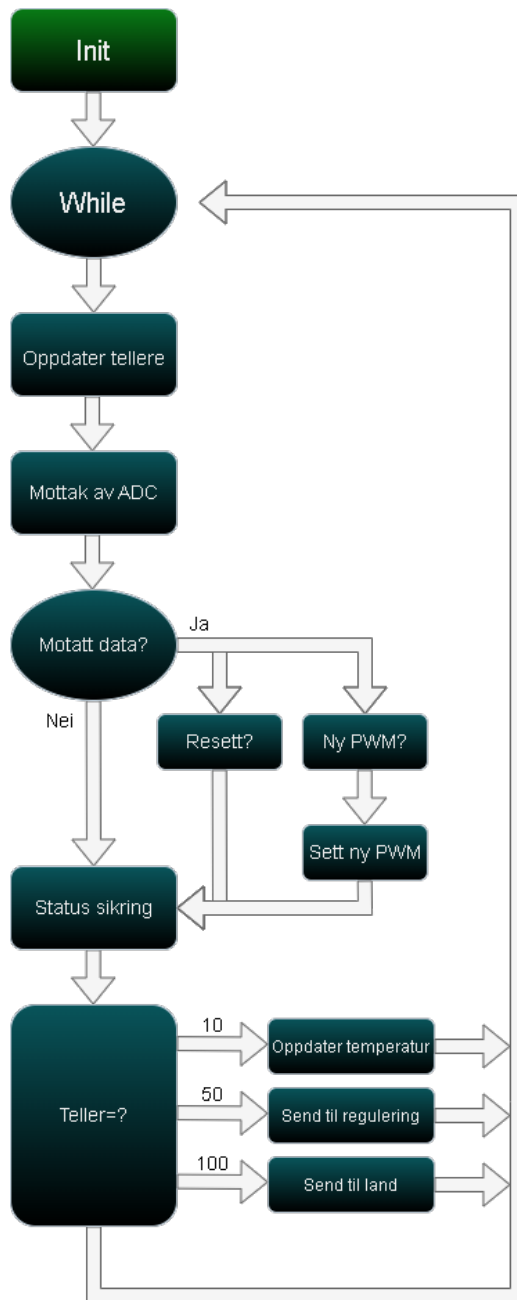 Init
While
Oppdater tellere
Mottak av ADC
Motatt data?
Ja
Nei
Resett?
Ny PWM?
Sett ny PWM
Status sikring
Teller=?
10
Oppdater temperatur
50
Send til regulering
100
Send til land